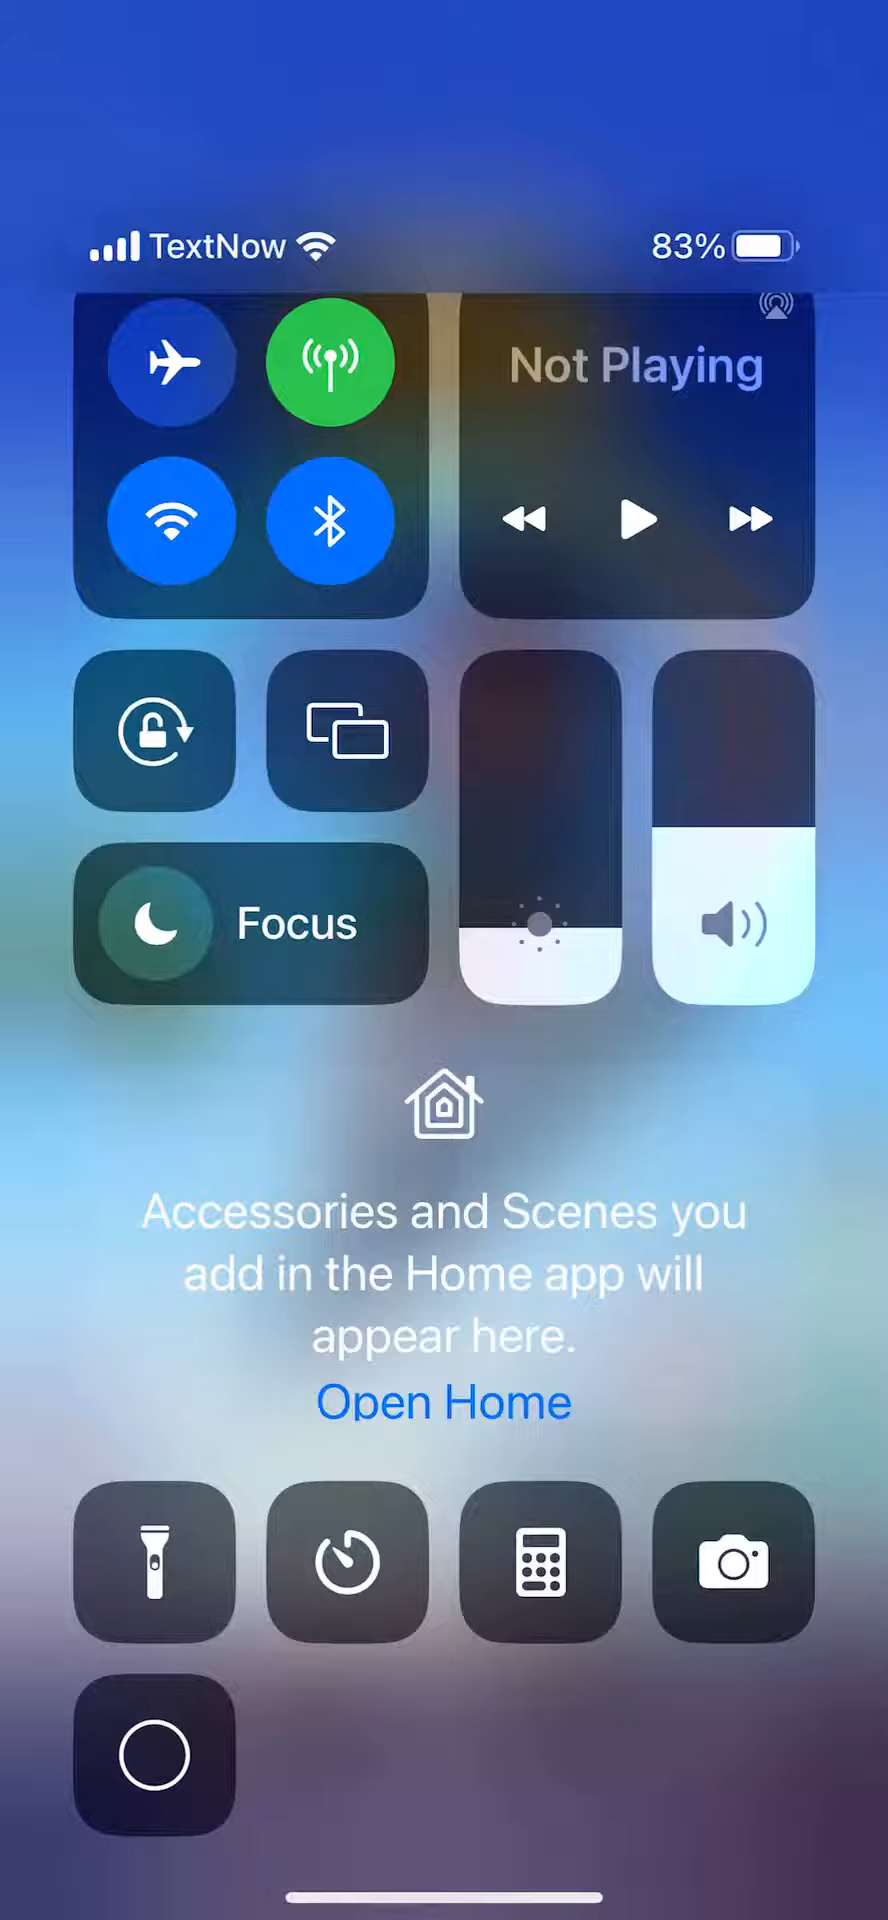 TextNow 83%
Not Playing
Focus
Accessories and Scenes you
add in the Home app will
appear here.
Open Home